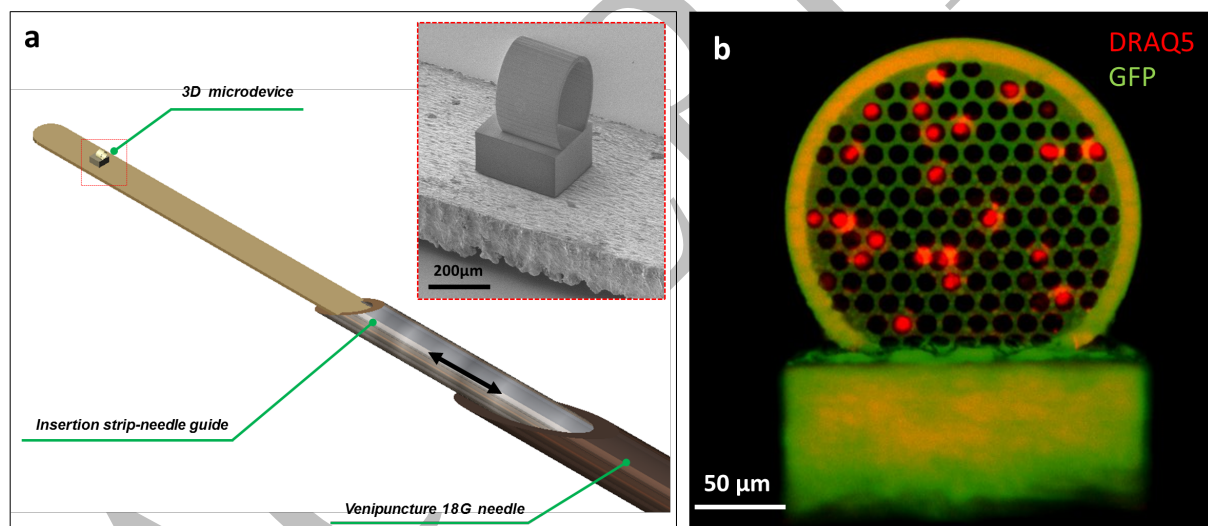 a
3D microdevice
200µm
Insertion strip-needle guide
Venipuncture 18G needle
b
DRAQ5
GFP
50 µm